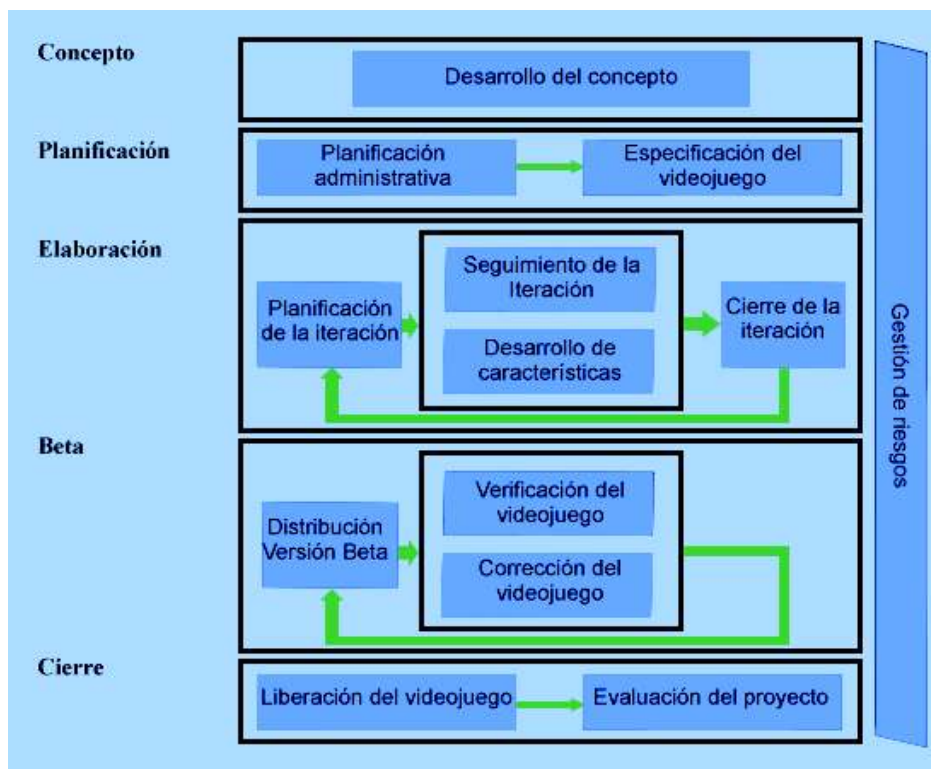 Concepto
Desarrollo del concepto
Planificación
Planificación
administrativa
Especificación del
videojuego
Elaboración
Planificación
de la iteración
Seguimiento de la
Iteración
Desarrollo de
características
Cierre de la
iteración
Beta
Distribución
Versión Beta
Verificación del
videojuego
Corrección del
videojuego
Cierre
Liberación del videojuego
Evaluación del proyecto
Gestión de riesgos